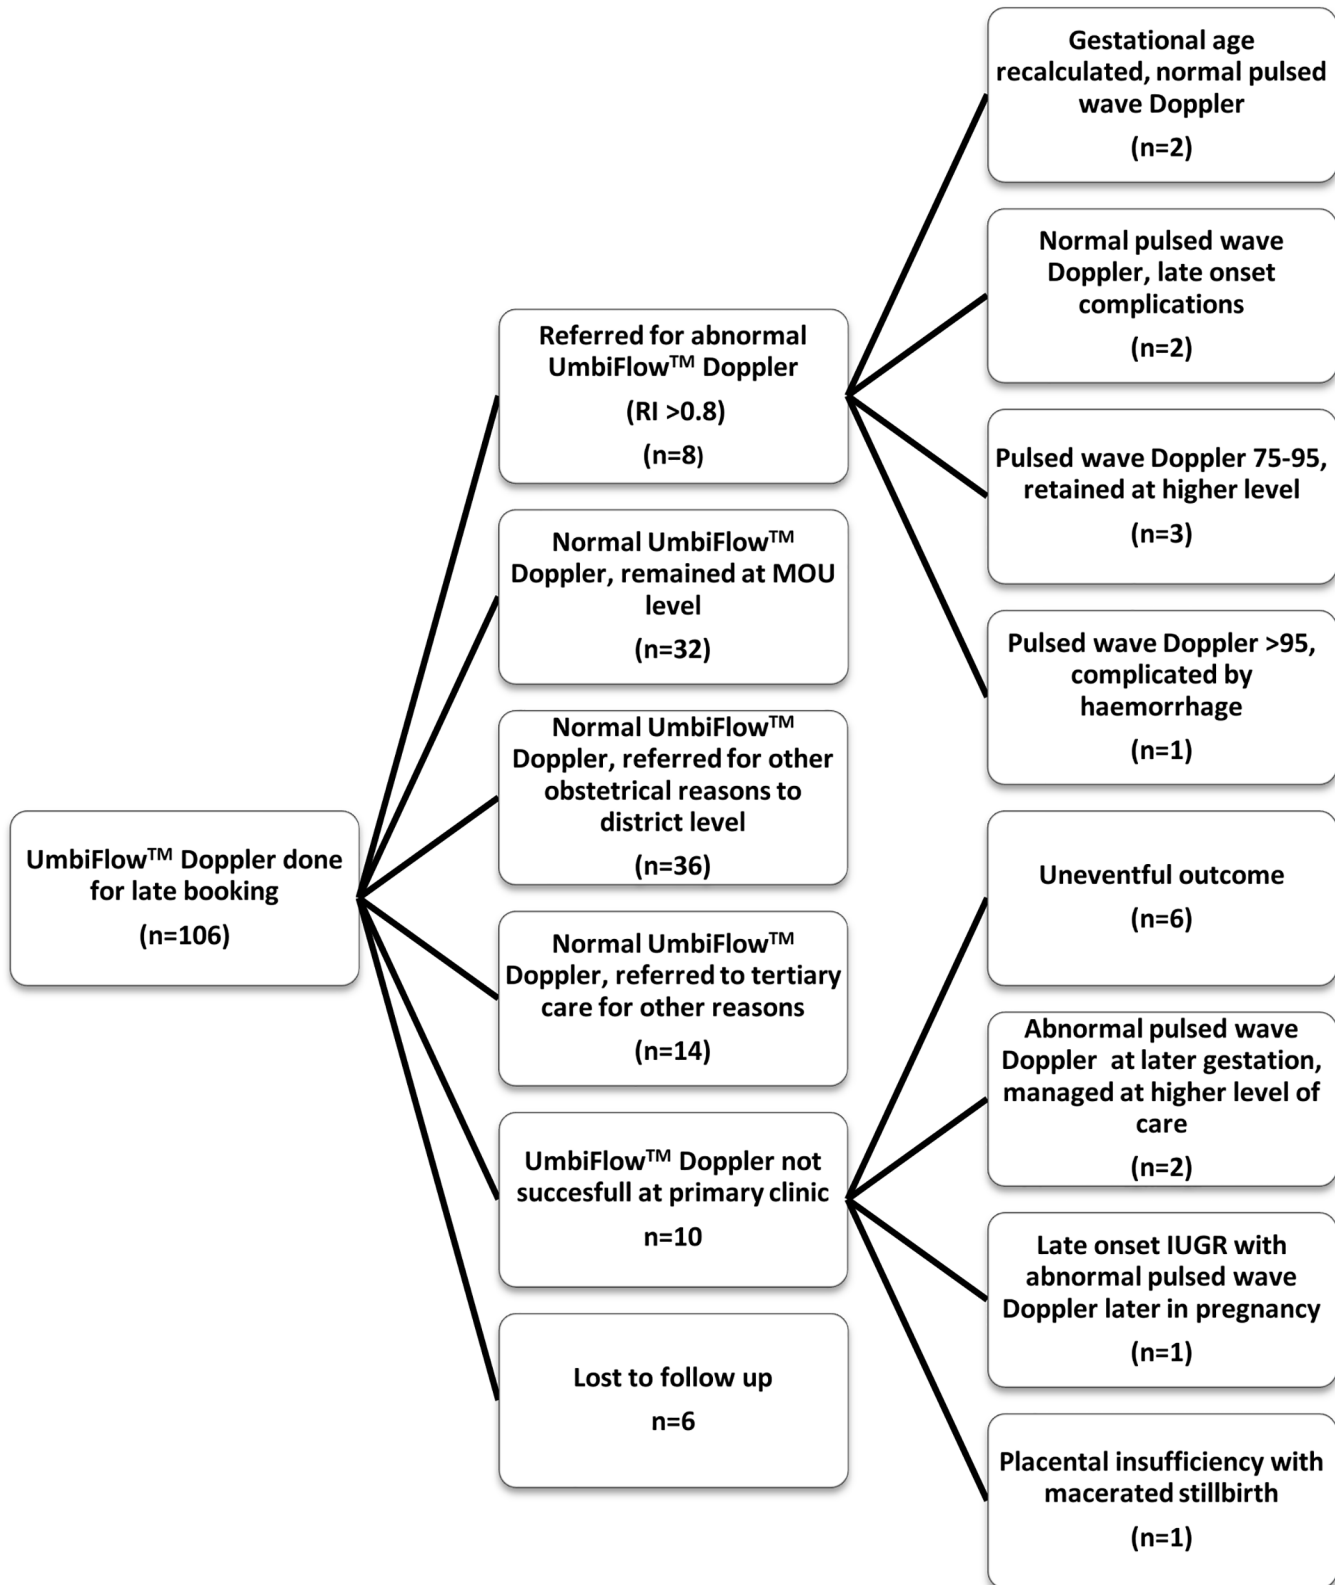 UmbiFlow™ Doppler done
for late booking
(n=106)
Referred for abnormal
UmbiFlow™ Doppler
(RI >0.8)
(n=8)
Normal UmbiFlow™
Doppler, remained at MOU
level
(n=32)
Normal UmbiFlow™
Doppler, referred for other
obstetrical reasons to
district level
(n=36)
Normal UmbiFlow™
Doppler, referred to tertiary
care for other reasons
(n=14)
UmbiFlow™ Doppler not
succesfull at primary clinic
n=10
Lost to follow up
n=6
Gestational age
recalculated, normal pulsed
wave Doppler
(n=2)
Normal pulsed wave
Doppler, late onset
complications
(n=2)
Pulsed wave Doppler 75-95,
retained at higher level
(n=3)
Pulsed wave Doppler >95,
complicated by
haemorrhage
(n=1)
Uneventful outcome
(n=6)
Abnormal pulsed wave
Doppler at later gestation,
managed at higher level of
care
(n=2)
Late onset IUGR with
abnormal pulsed wave
Doppler later in pregnancy
(n=1)
Placental insufficiency with
macerated stillbirth
(n=1)